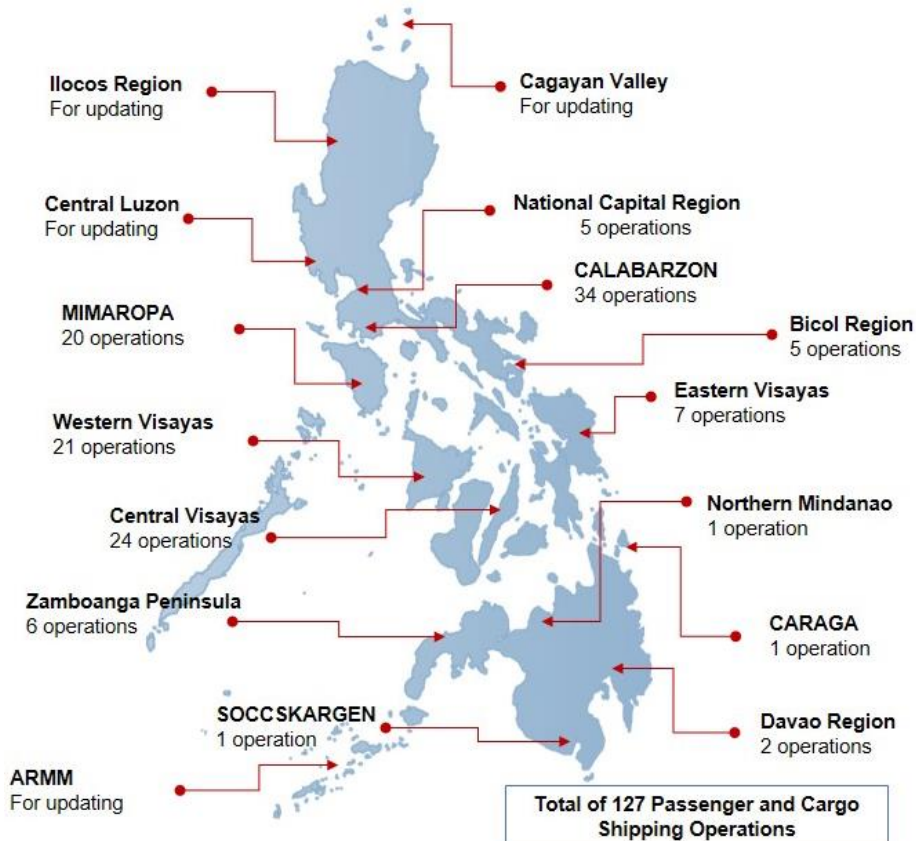 Ilocos Region
For updating
Cagayan Valley
For updating
Central Luzon
For updating
National Capital Region
5 operations
CALABARZON
34 operations
MIMAROPA
20 operations
Bicol Region
5 operations
Eastern Visayas
7 operations
Western Visayas
21 operations
Northern Mindanao
1 operation
Central Visayas
24 operations
Zamboanga Peninsula
6 operations
CARAGA
1 operation
SOCCSKARGEN
1 operation
Davao Region
2 operations
ARMM
For updating
Total of 127 Passenger and Cargo
Shipping Operations